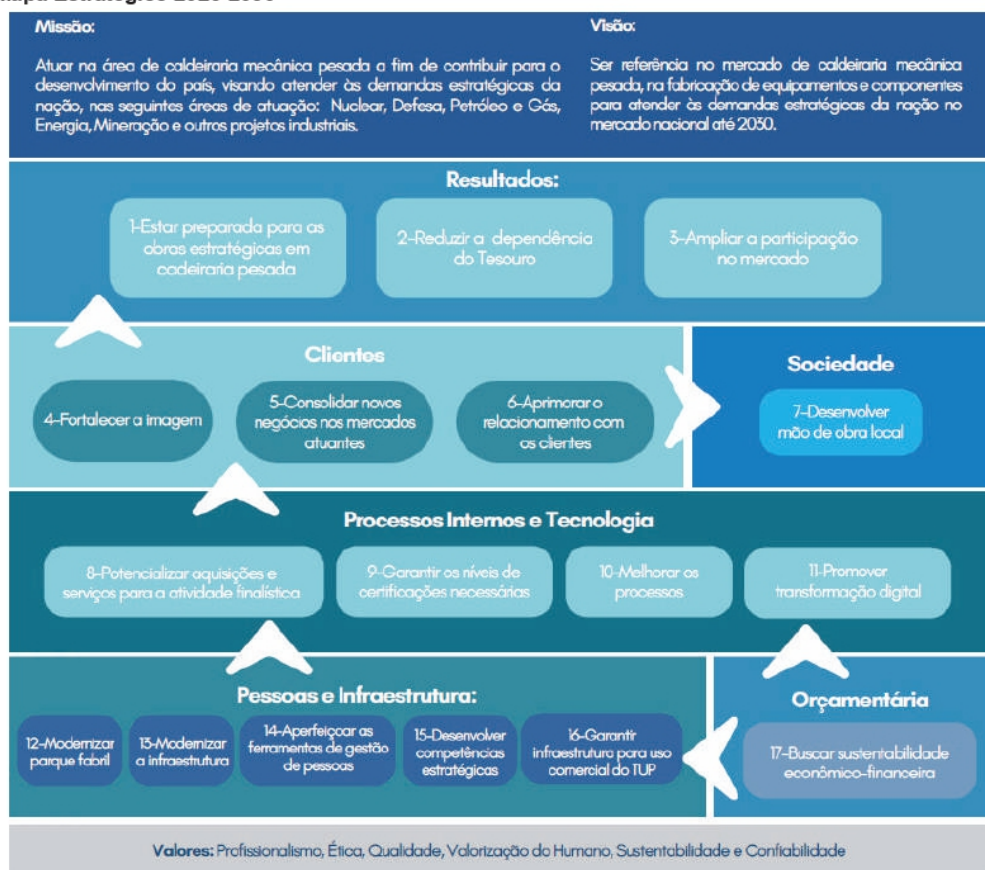 Missão:
Atuar na área de caldeiraria mecânica pesada a fim de contribuir para o
desenvolvimento do país, visando atender às demandas estratégicas da
nação, nas seguintes áreas de atuação: Nuclear, Defesa, Petróleo e Gás,
Energia, Mineração e outros projetos industriais.
Visão:
Ser referência no mercado de caldeiraria mecânica
pesada, na fabricação de equipamentos e componentes
para atender às demandas estratégicas da nação no
mercado nacional até 2030.
Resultados:
1-Estar preparada para as
obras estratégicas em
cadeiraria pesada
2-Reduzir a dependência
do Tesouro
3-Ampliar a participação
no mercado
Clientes
4-Fortalecer a imagem
5-Consolidar novos
negócios nos mercados
atuantes
6-Aprimorar o
relacionamento com
os clientes
Sociedade
7-Desenvolver
mão de obra local
Processos Internos e Tecnologia
8-Potencializar aquisições e
serviços para a atividade finalística
9-Garantir os níveis de
certificações necessárias
10-Melhorar os
processos
11-Promover
transformação digital
Pessoas e Infraestrutura:
12-Modernizar
parque fabril
13-Modernizar
a infraestrutura
14-Aperfeiçoar as
ferramentas de gestão
de pessoas
15-Desenvolver
competências
estratégicas
16-Garantir
infraestrutura para uso
comercial do TUP
Orçamentária
17-Buscar sustentabilidade
econômico-financeira
Valores: Profissionalismo, Ética, Qualidade, Valorização do Humano, Sustentabilidade e Confiabilidade